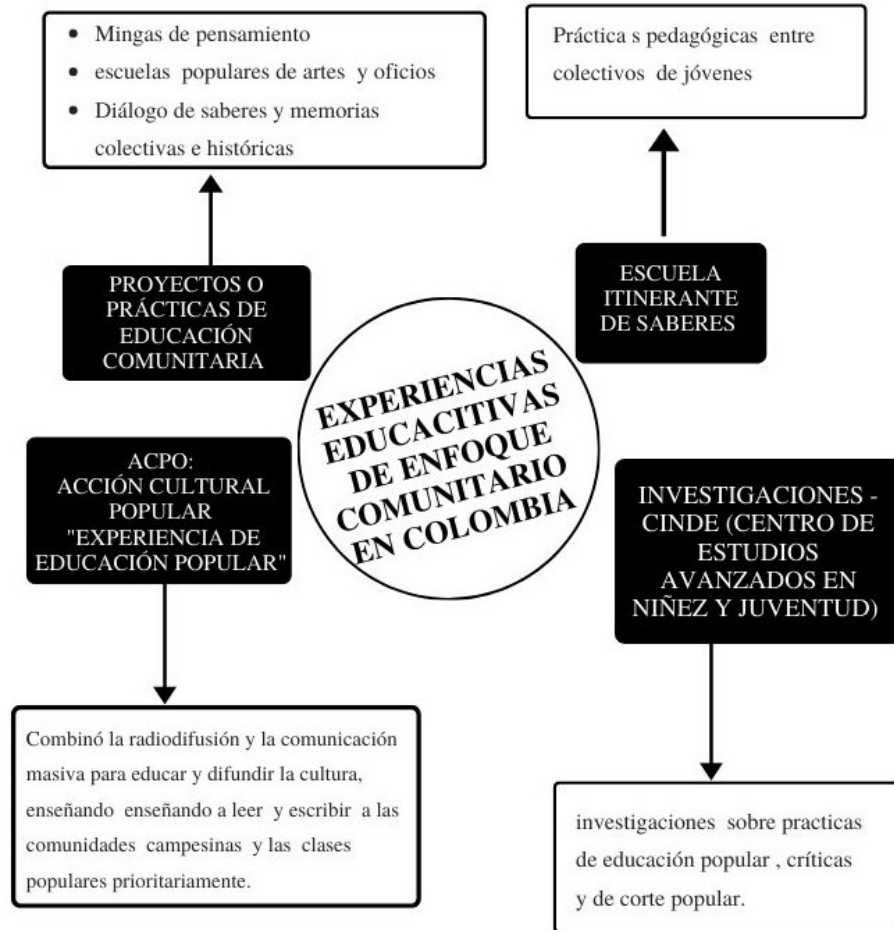 • Mingas de pensamiento
• escuelas populares de artes y oficios
• Diálogo de saberes y memorias
colectivas e históricas
Práctica s pedagógicas entre
colectivos de jóvenes
PROYECTOS O
PRÁCTICAS DE
EDUCACIÓN
COMUNITARIA
ESCUELA
ITINERANTE
DE SABERES
EXPERIENCIAS
EDUCACITIVAS
DE ENFOQUE
COMUNITARIO
EN COLOMBIA
ACPO:
ACCIÓN CULTURAL
POPULAR
"EXPERIENCIA DE
EDUCACIÓN POPULAR"
INVESTIGACIONES -
CINDE (CENTRO DE
ESTUDIOS
AVANZADOS EN
NIÑEZ Y JUVENTUD)
Combinó la radiodifusión y la comunicación
masiva para educar y difundir la cultura,
enseñando enseñando a leer y escribir a las
comunidades campesinas y las clases
populares prioritariamente.
investigaciones sobre practicas
de educación popular , críticas
y de corte popular.